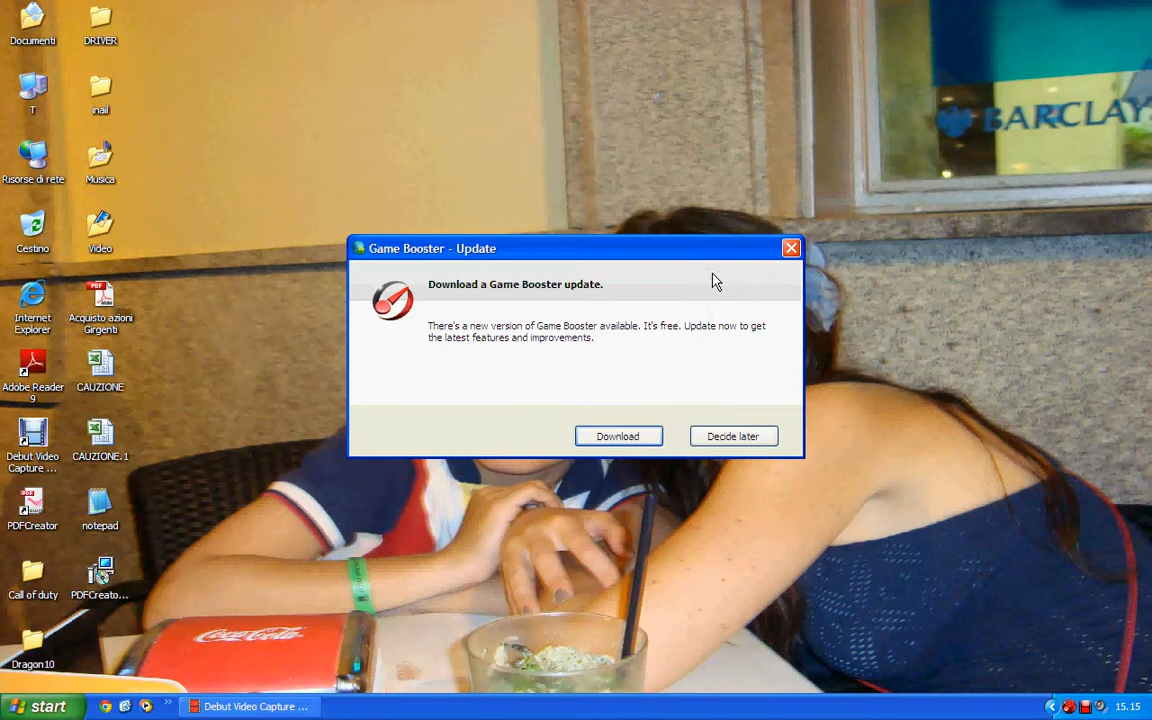 Documenti
DRIVER
T
inail
Risorse di rete
Musica
Cestino
Video
Internet
Explorer
Acquisto azioni
Girgenti
Adobe Reader
9
CAUZIONE
Debut Video
Capture ...
CAUZIONE.1
PDFCreator
notepad
Call of duty
PDFCreato...
Dragon10
BARCLAYS
Game Booster - Update
Download a Game Booster update.
There's a new version of Game Booster available. It's free. Update now to get
the latest features and improvements.
Download
Decide later
Coca-Cola
start
Debut Video Capture ...
15.15